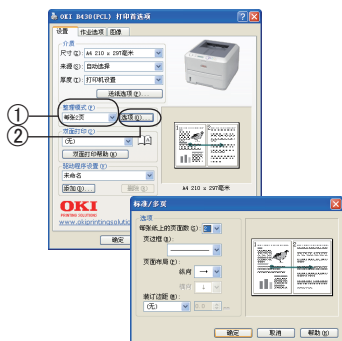 OKI B430(PCL) 打印首选项
设置 作业选项 图像
介质
尺寸(Z): A4 210 x 297毫米
来源(S): 自动选择
厚度(T): 打印机设置
送纸选项(P)...
①
整理模式(F)
每张2页 选项(O)...
②
双面打印(D)
(无)
双面打印帮助(H)
驱动程序设置(V)
未命名
添加(D)...
A4 210 x 297毫米
OKI
PRINTING SOLUTIONS
www.okiprintingsolutio
确定
标准/多页
选项
每张纸上的页面数(S): 2
页边框(B):
页面布局(P):
纵向
横向
装订边距(M):
(无) 0.0
确定 取消 帮助(H)